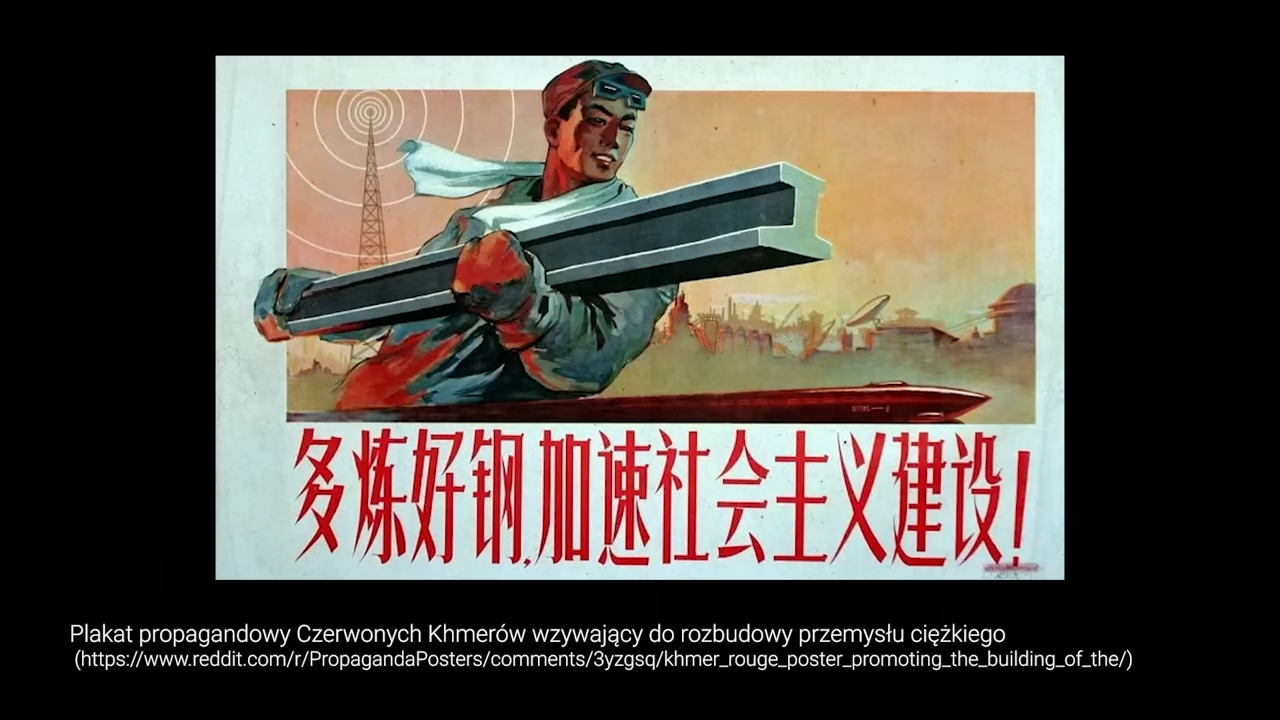 多炼好钢,加速社会主义建设!
Plakat propagandowy Czerwonych Khmerów wzywający do rozbudowy przemysłu ciężkiego
(https://www.reddit.com/r/PropagandaPosters/comments/3yzgsq/khmer_rouge_poster_promoting_the_building_of_the/)